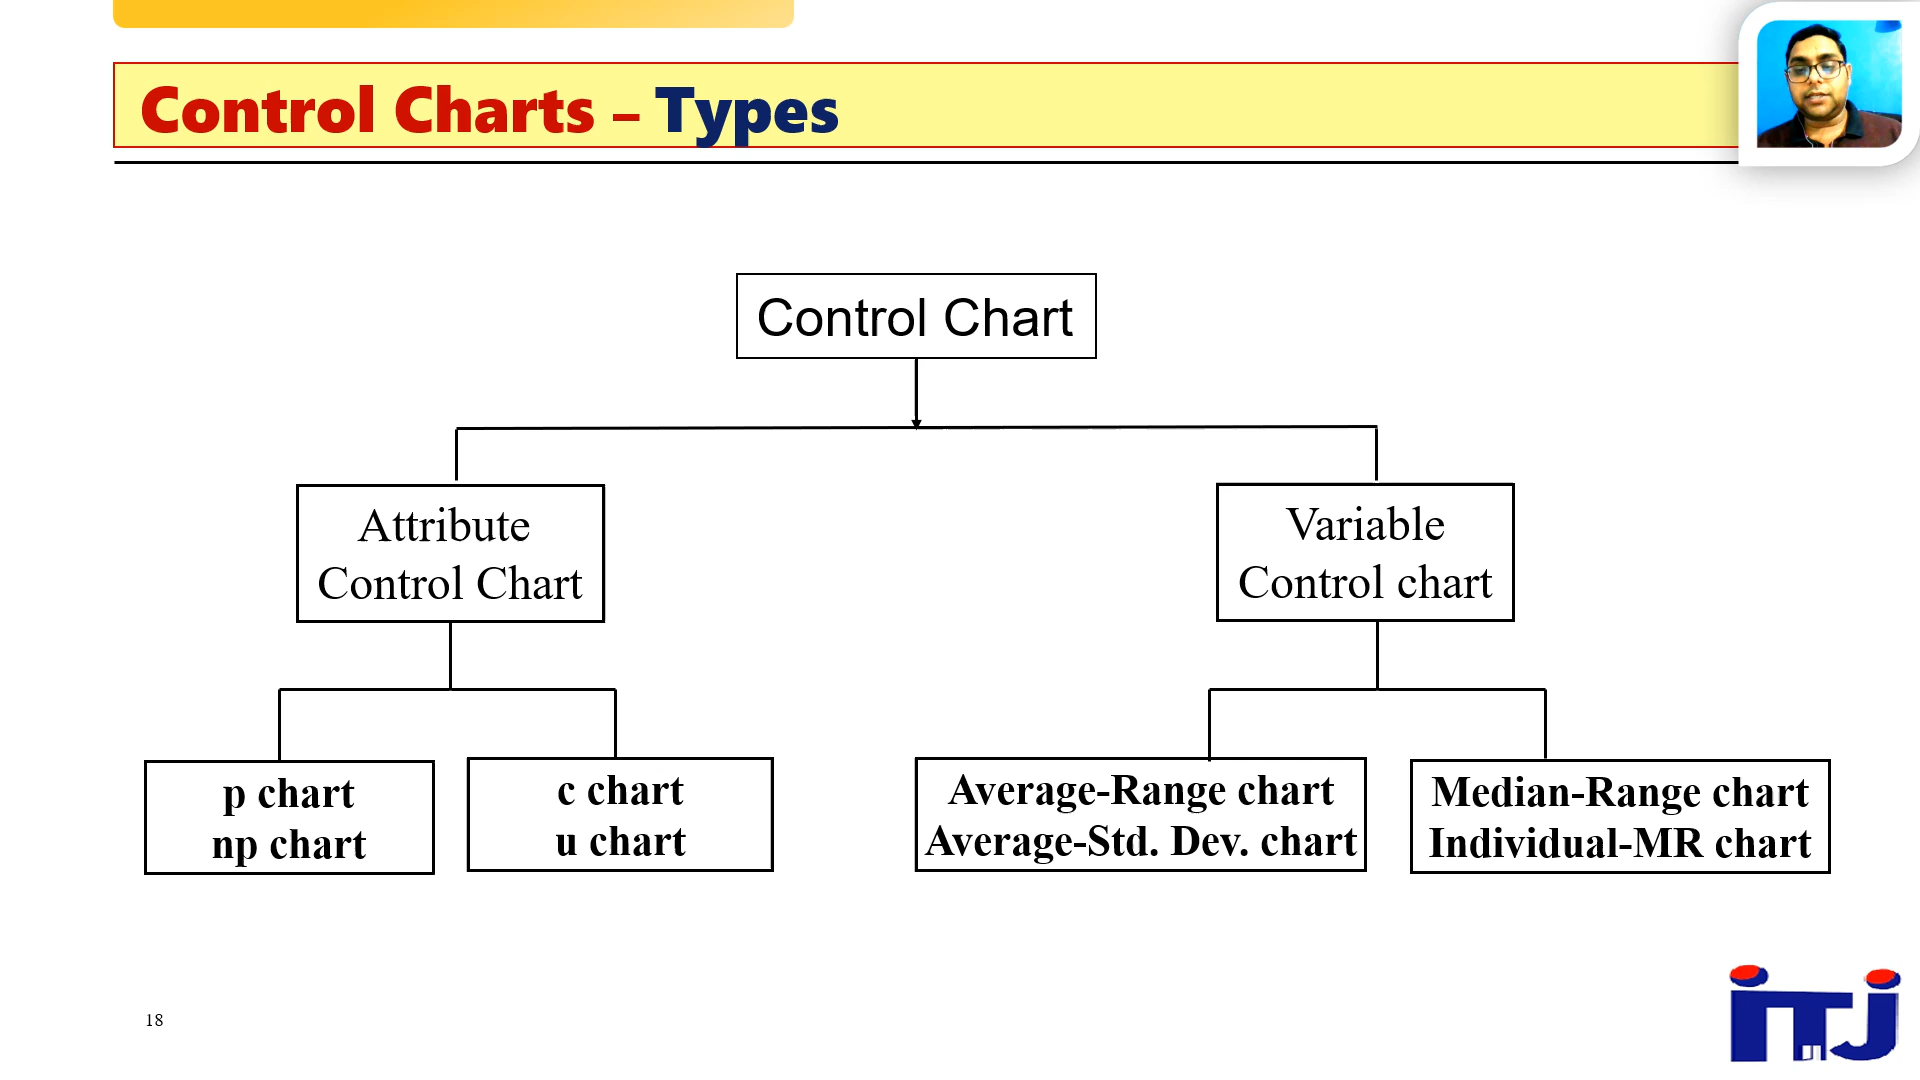 Control Charts – Types
Control Chart
Attribute
Control Chart
Variable
Control chart
p chart
np chart
c chart
u chart
Average-Range chart
Average-Std. Dev. chart
Median-Range chart
Individual-MR chart
18
iTJ